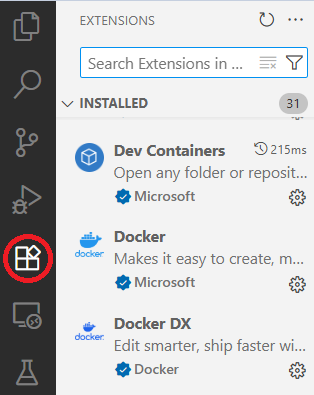 EXTENSIONS
Search Extensions in ...
INSTALLED
31
Dev Containers
215ms
Open any folder or reposit...
Microsoft
Docker
Makes it easy to create, m...
docker
Microsoft
Docker DX
Edit smarter, ship faster wi...
docker
Docker